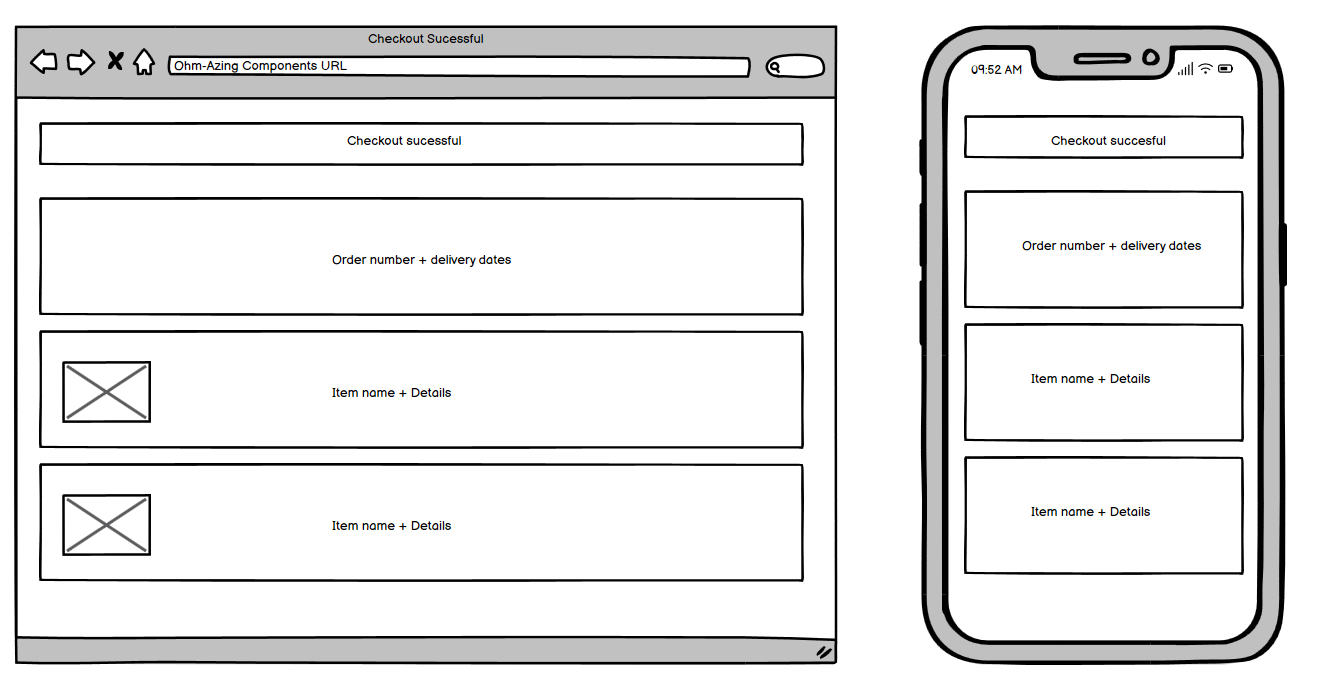 Checkout Sucessful
Ohm-Azing Components URL
Checkout sucessful
Order number + delivery dates
Item name + Details
Item name + Details
09:52 AM
Checkout succesful
Order number + delivery dates
Item name + Details
Item name + Details